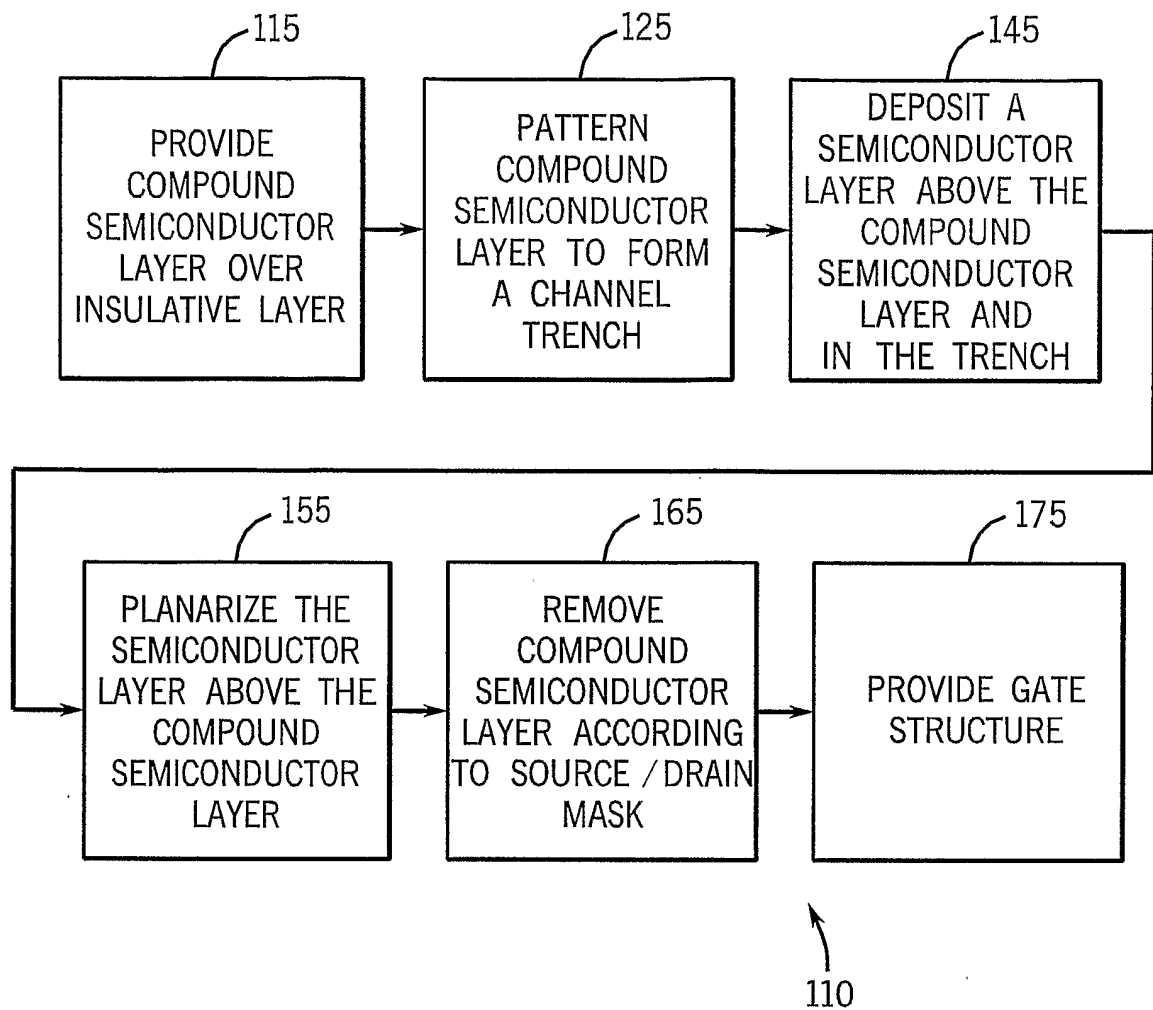 115
PROVIDE
COMPOUND
SEMICONDUCTOR
LAYER OVER
INSULATIVE LAYER
125
PATTERN
COMPOUND
SEMICONDUCTOR
LAYER TO FORM
A CHANNEL
TRENCH
145
DEPOSIT A
SEMICONDUCTOR
LAYER ABOVE THE
COMPOUND
SEMICONDUCTOR
LAYER AND
IN THE TRENCH
155
PLANARIZE THE
SEMICONDUCTOR
LAYER ABOVE THE
COMPOUND
SEMICONDUCTOR
LAYER
165
REMOVE
COMPOUND
SEMICONDUCTOR
LAYER ACCORDING
TO SOURCE / DRAIN
MASK
175
PROVIDE GATE
STRUCTURE
110